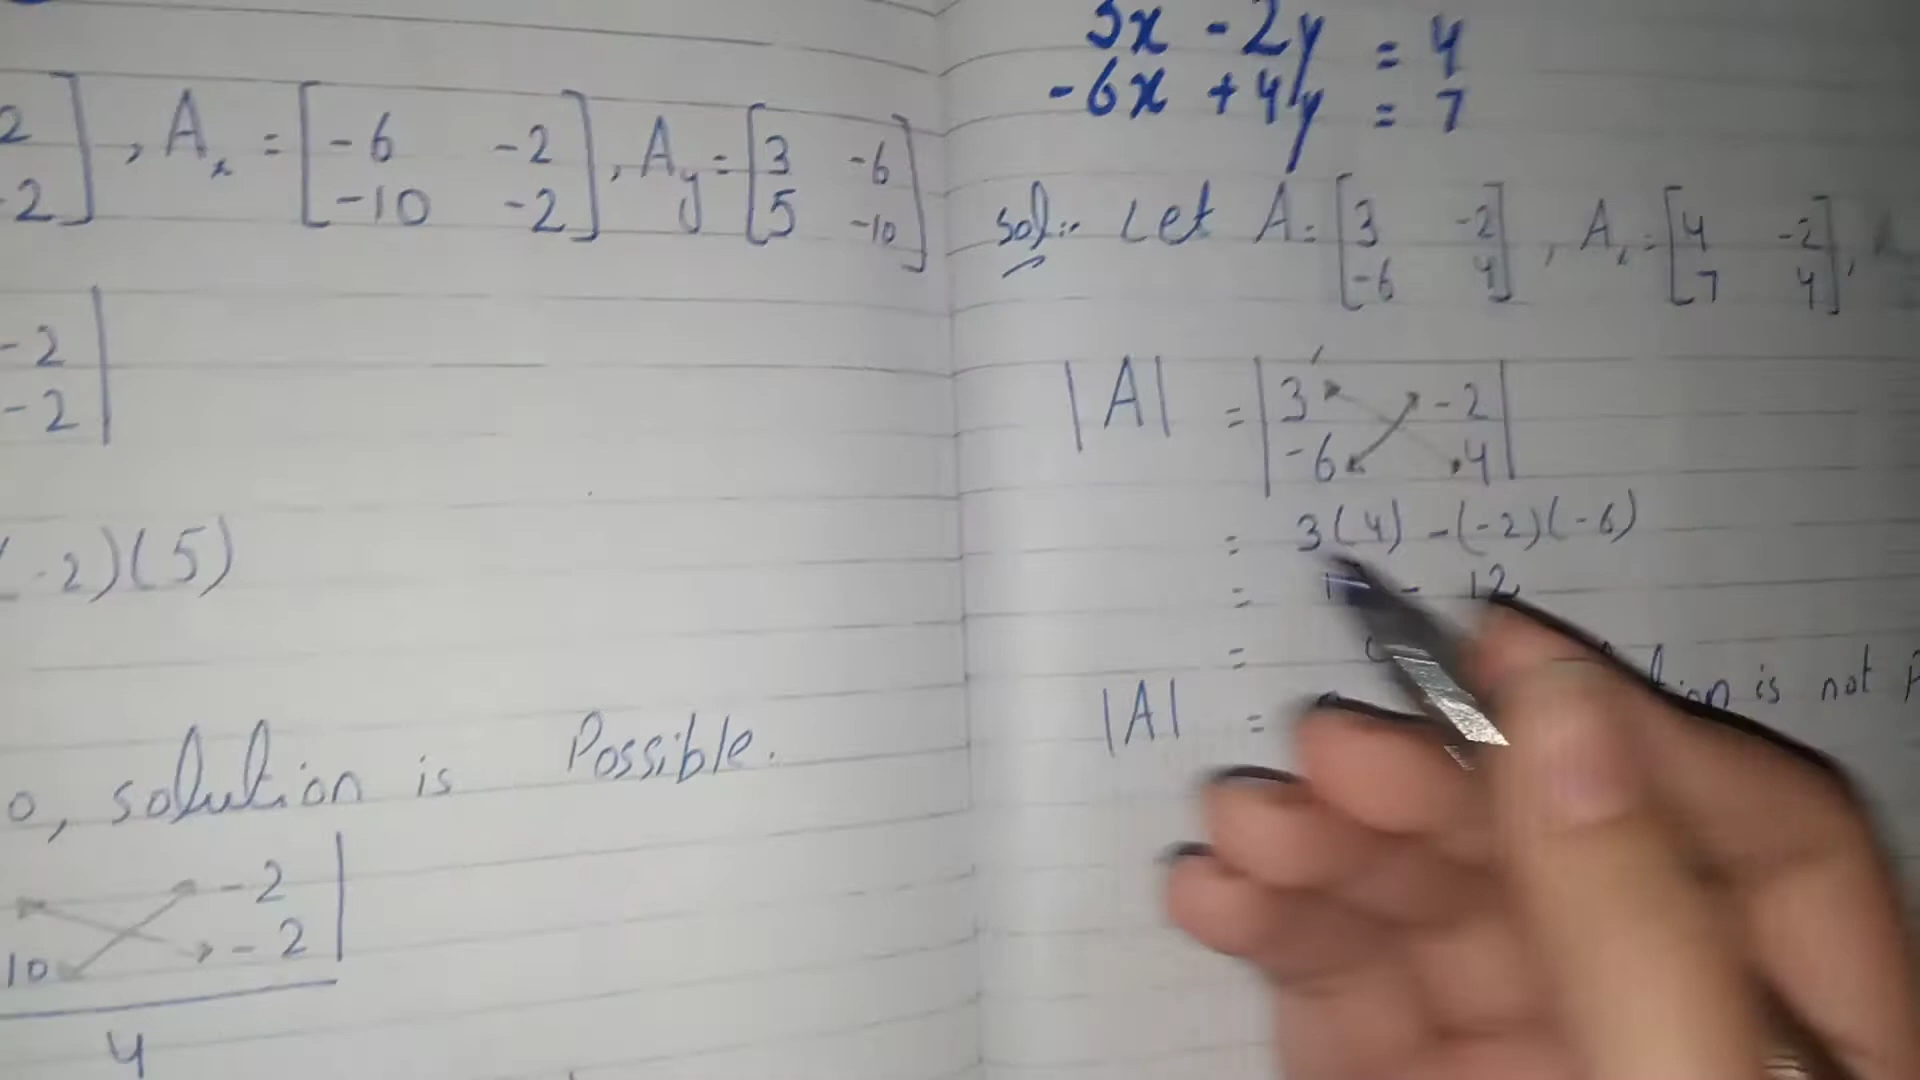 2 , Aₓ = [ -6 -2 ] , A_y = [ 3 -6 ]
-2 [ -10 -2 ] [ 5 -10 ]
-2
-2
(-2)(5)
0, solution is Possible.
-2
10 -2
4
3x - 2y = 4
-6x + 4y = 7
sol:- Let A = [ 3 -2 ] , Aₓ = [ 4 -2 ] ,
[ -6 4 ] [ 7 4 ]
|A| = | 3 -2 |
| -6 4 |
= 3(4) - (-2)(-6)
= - 12
=
|A| = is not